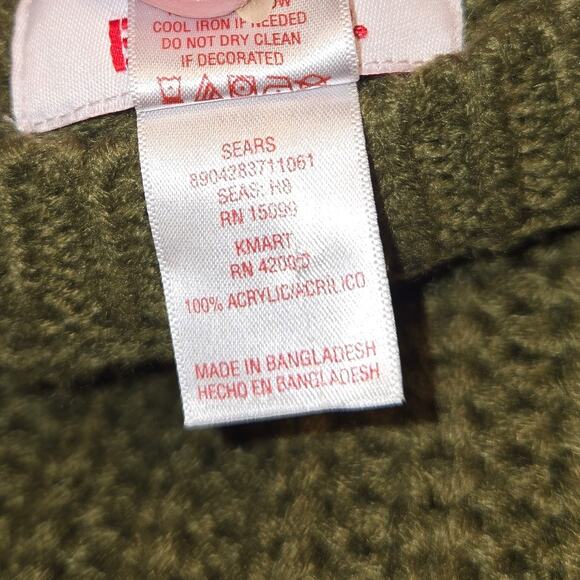 COOL IRON IF NEEDED
DO NOT DRY CLEAN
IF DECORATED
SEARS
8904283711061
SEAS: H8
RN 15099
KMART
RN 42000
100% ACRYLIC/ACRILICO
MADE IN BANGLADESH
HECHO EN BANGLADESH